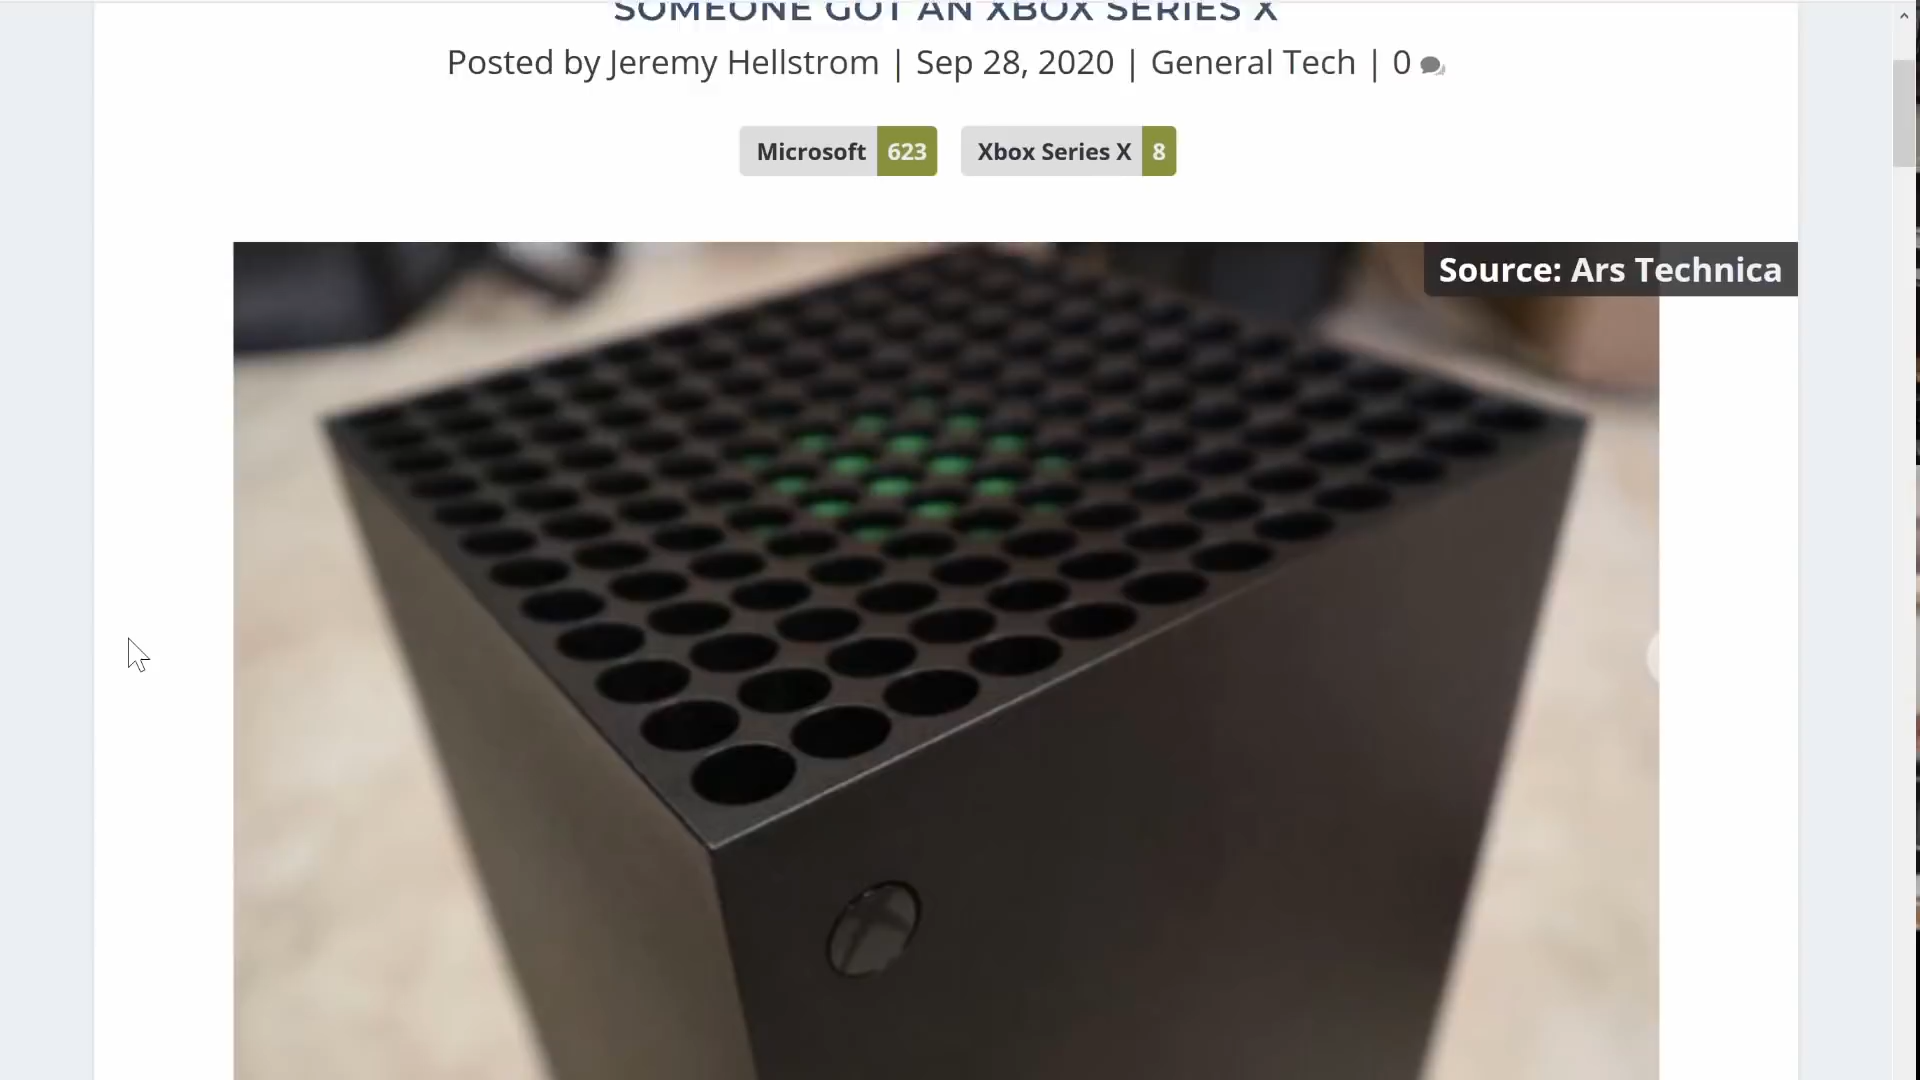 SOMEONE GOT AN XBOX SERIES X
Posted by Jeremy Hellstrom | Sep 28, 2020 | General Tech | 0
Microsoft 623 Xbox Series X 8
Source: Ars Technica